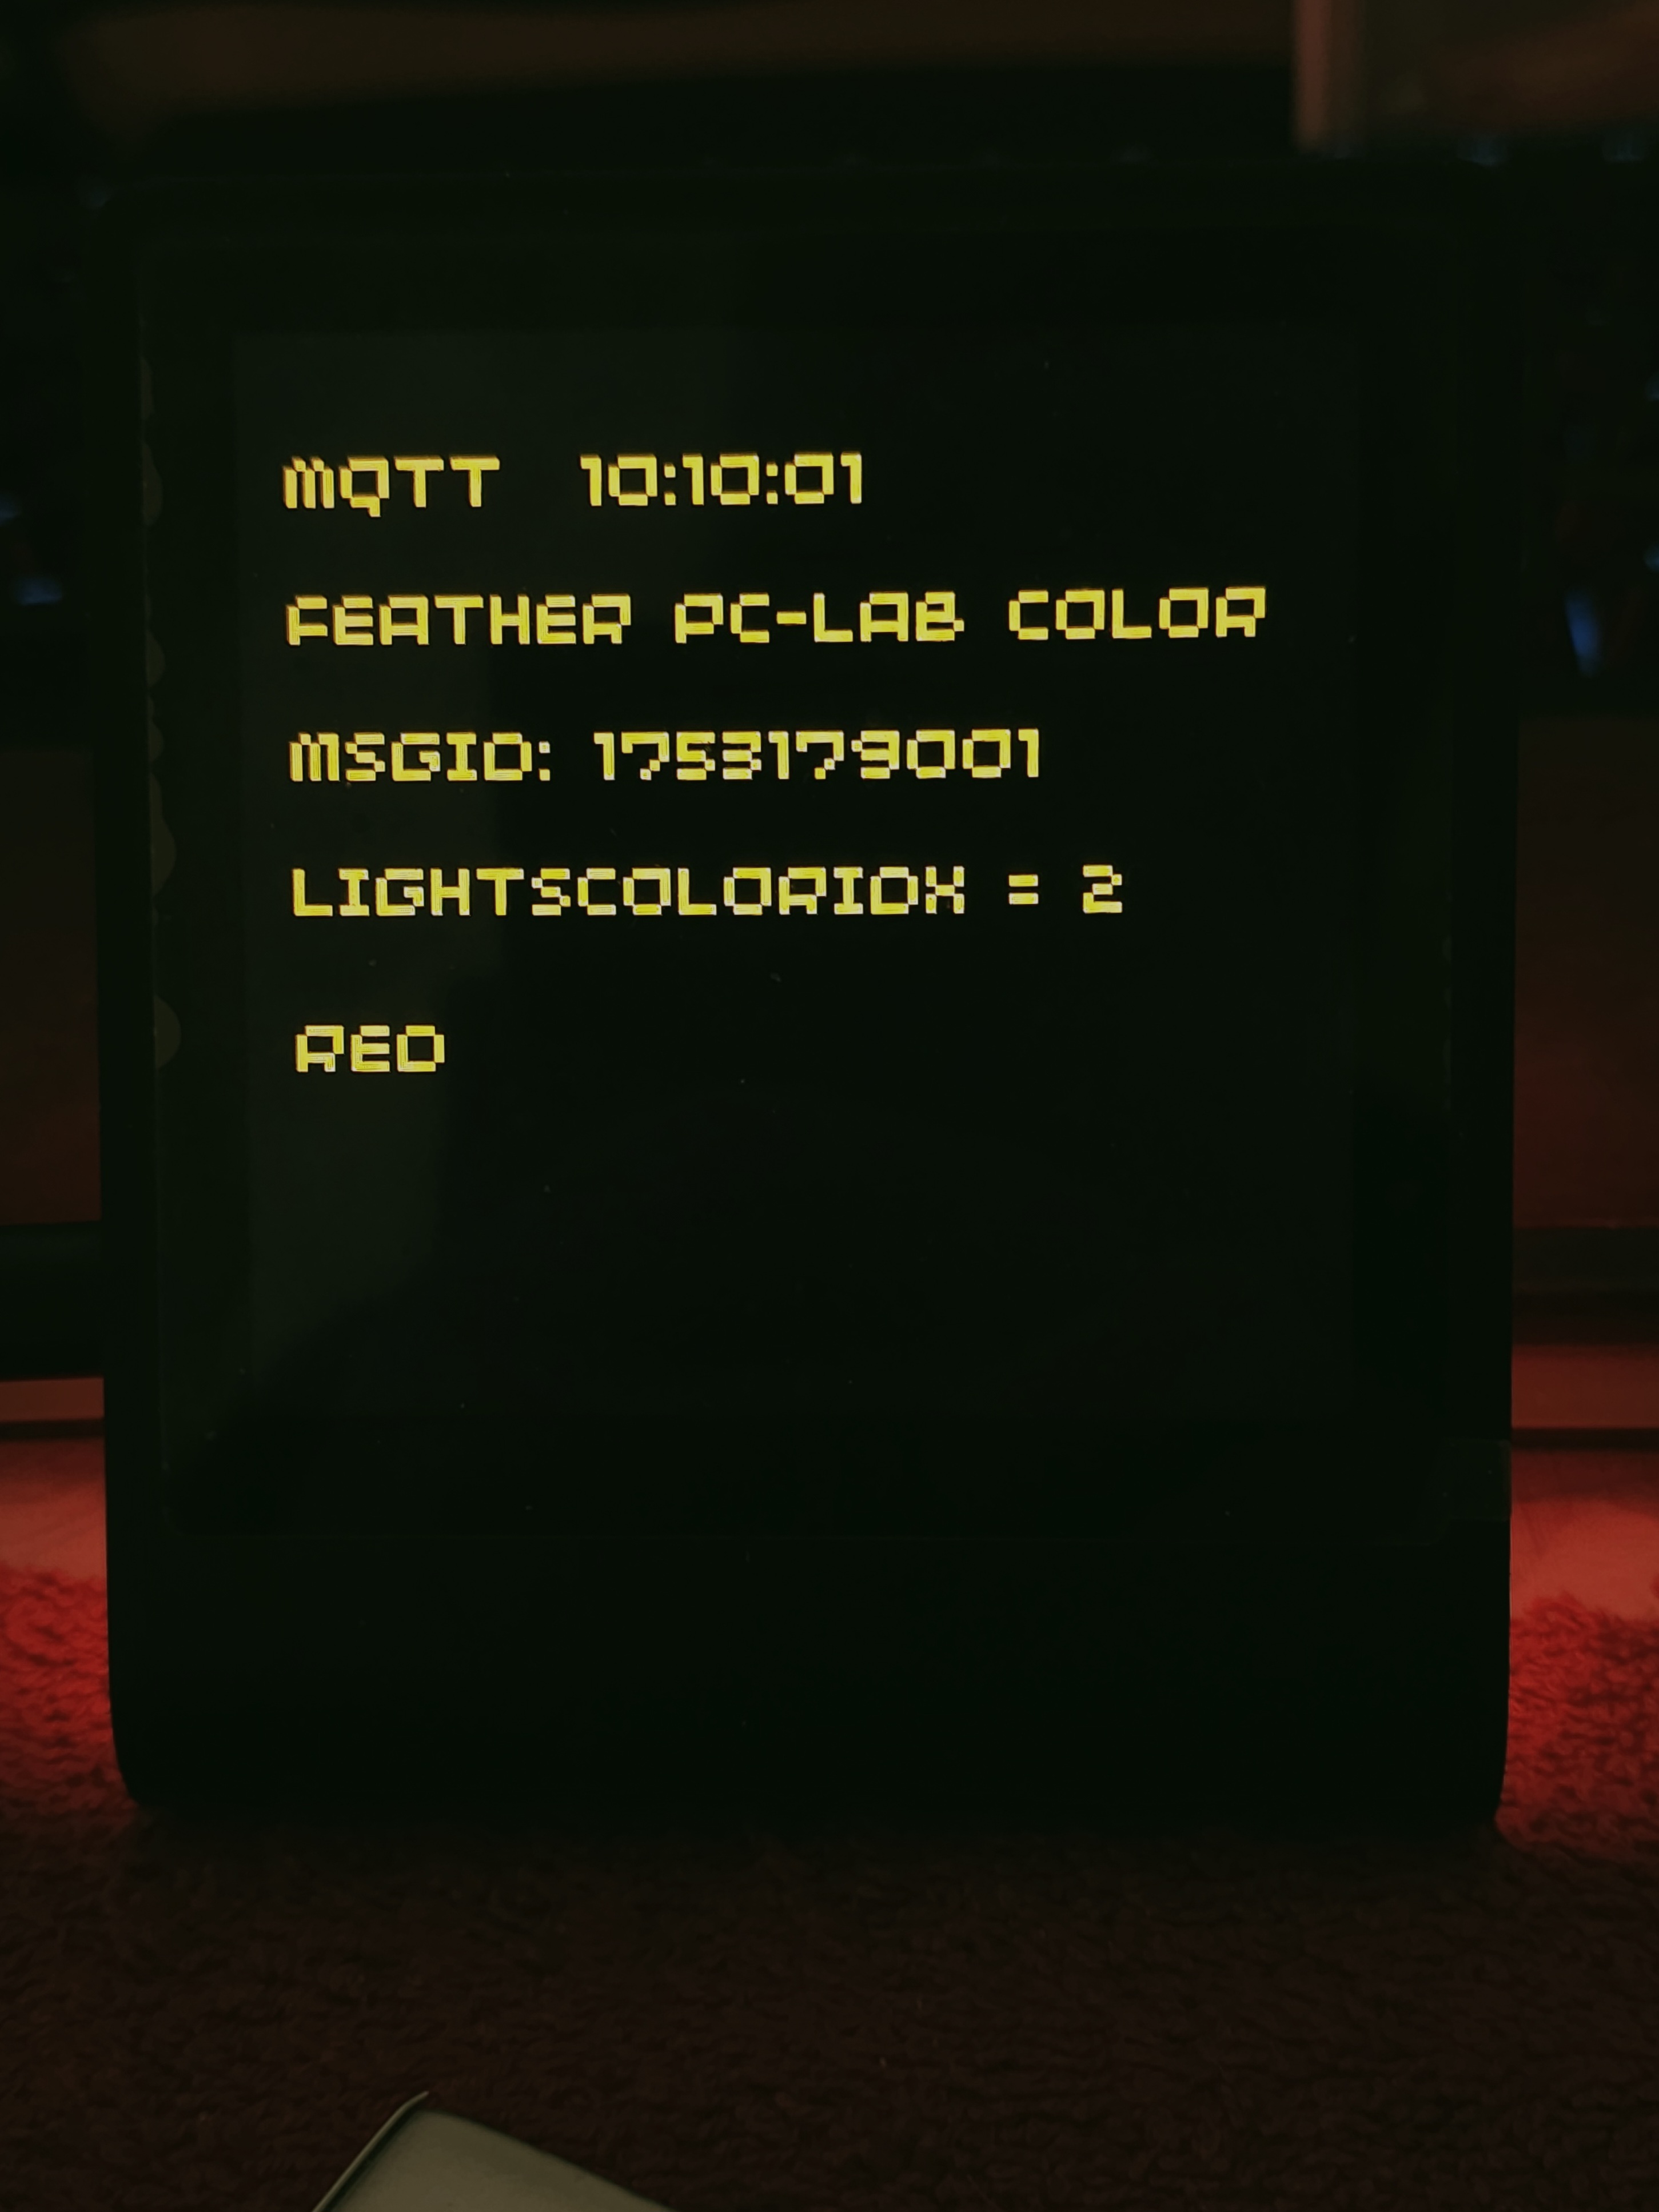 MQTT  10:10:01
FEATHER PC-LAB COLOR
MSGID: 1753179001
LIGHTSCOLORIDX = 2
RED